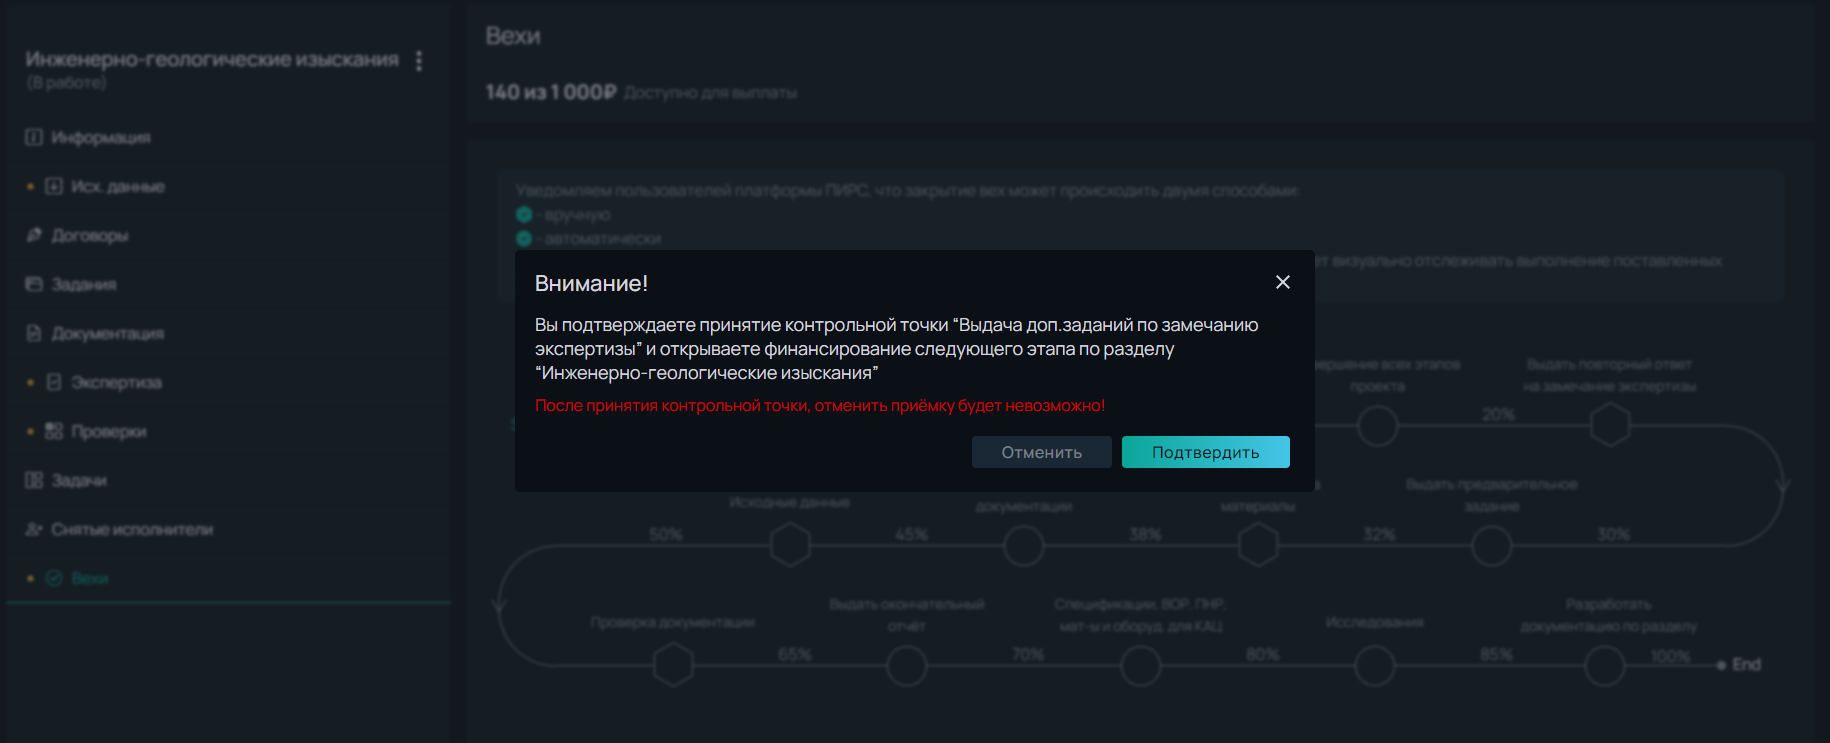 Инженерно-геологические изыскания
(В работе)
Информация
Исх. данные
Договоры
Задания
Документация
Экспертиза
Проверки
Задачи
Снятые исполнители
Вехи
Вехи
140 из 1 000₽ Доступно для выплаты
Уведомляем пользователей платформы ПИРС, что закрытие вех может происходить двумя способами:
- вручную
- автоматически
визуально отслеживать выполнение поставленных
Внимание!
Вы подтверждаете принятие контрольной точки “Выдача доп.заданий по замечанию
экспертизы” и открываете финансирование следующего этапа по разделу
“Инженерно-геологические изыскания”
После принятия контрольной точки, отменить приёмку будет невозможно!
Отменить
Подтвердить
всех этапов
проекта
20%
Выдать повторный ответ
на замечание экспертизы
50%
Исходные данные
45%
документации
38%
материалы
32%
Выдать предварительное
задание
30%
Проверка документации
65%
Выдать окончательный
отчёт
70%
Спецификации, ВОР, ПНР,
мат-ы и оборуд. для КАЦ
80%
Исследования
85%
Разработать
документацию по разделу
100%
End